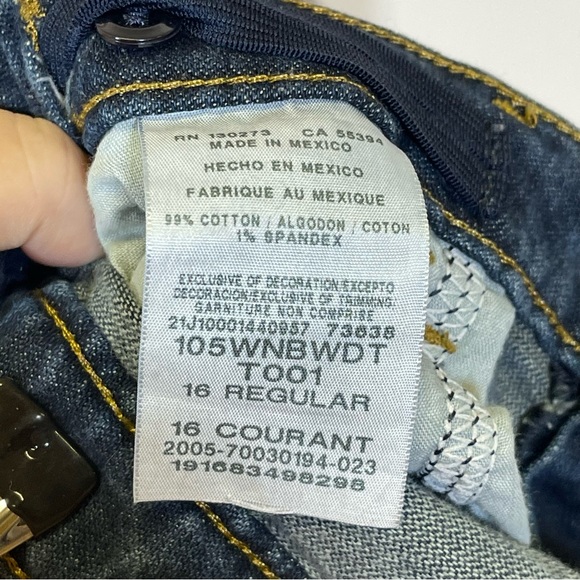 RN 130273 CA 55394
MADE IN MEXICO
HECHO EN MEXICO
FABRIQUE AU MEXIQUE
99% COTTON / ALGODON / COTON
1% SPANDEX
EXCLUSIVE OF DECORATION/EXCEPTO
DECORACION/EXCLUSIVE OF TRIMMING.
GARNITURE NON COMPRISE
21J10001440957 73638
105WNBWDT
T001
16 REGULAR
16 COURANT
2005-70030194-023
191683498298